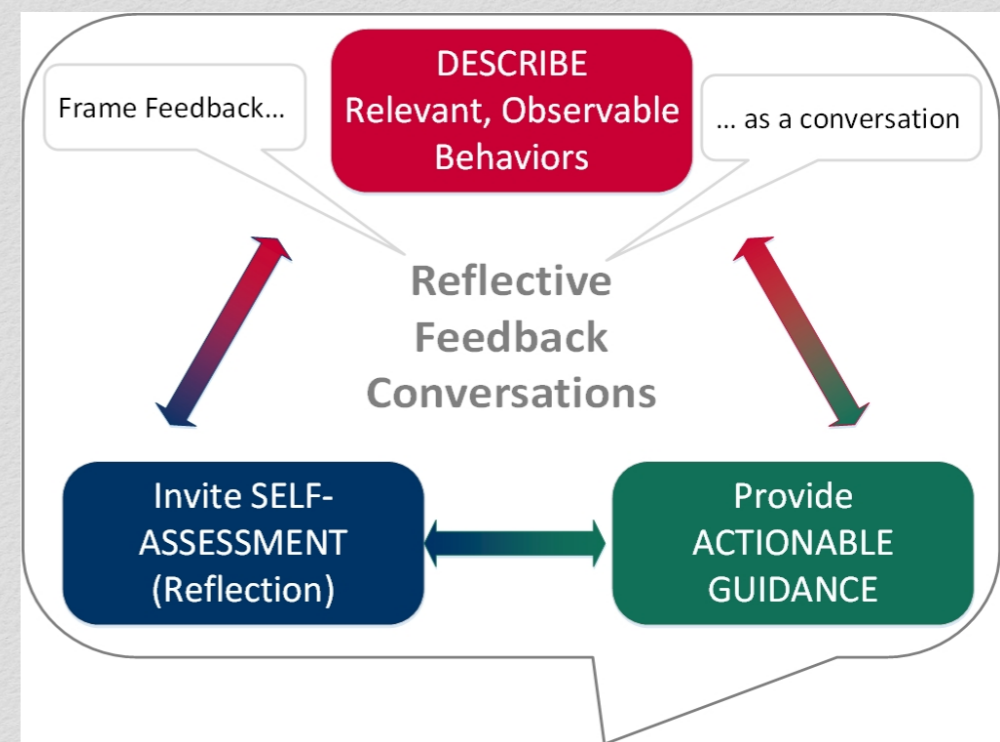 DESCRIBE
Relevant, Observable
Behaviors
Frame Feedback...
... as a conversation
Reflective
Feedback
Conversations
Invite SELF-
ASSESSMENT
(Reflection)
Provide
ACTIONABLE
GUIDANCE